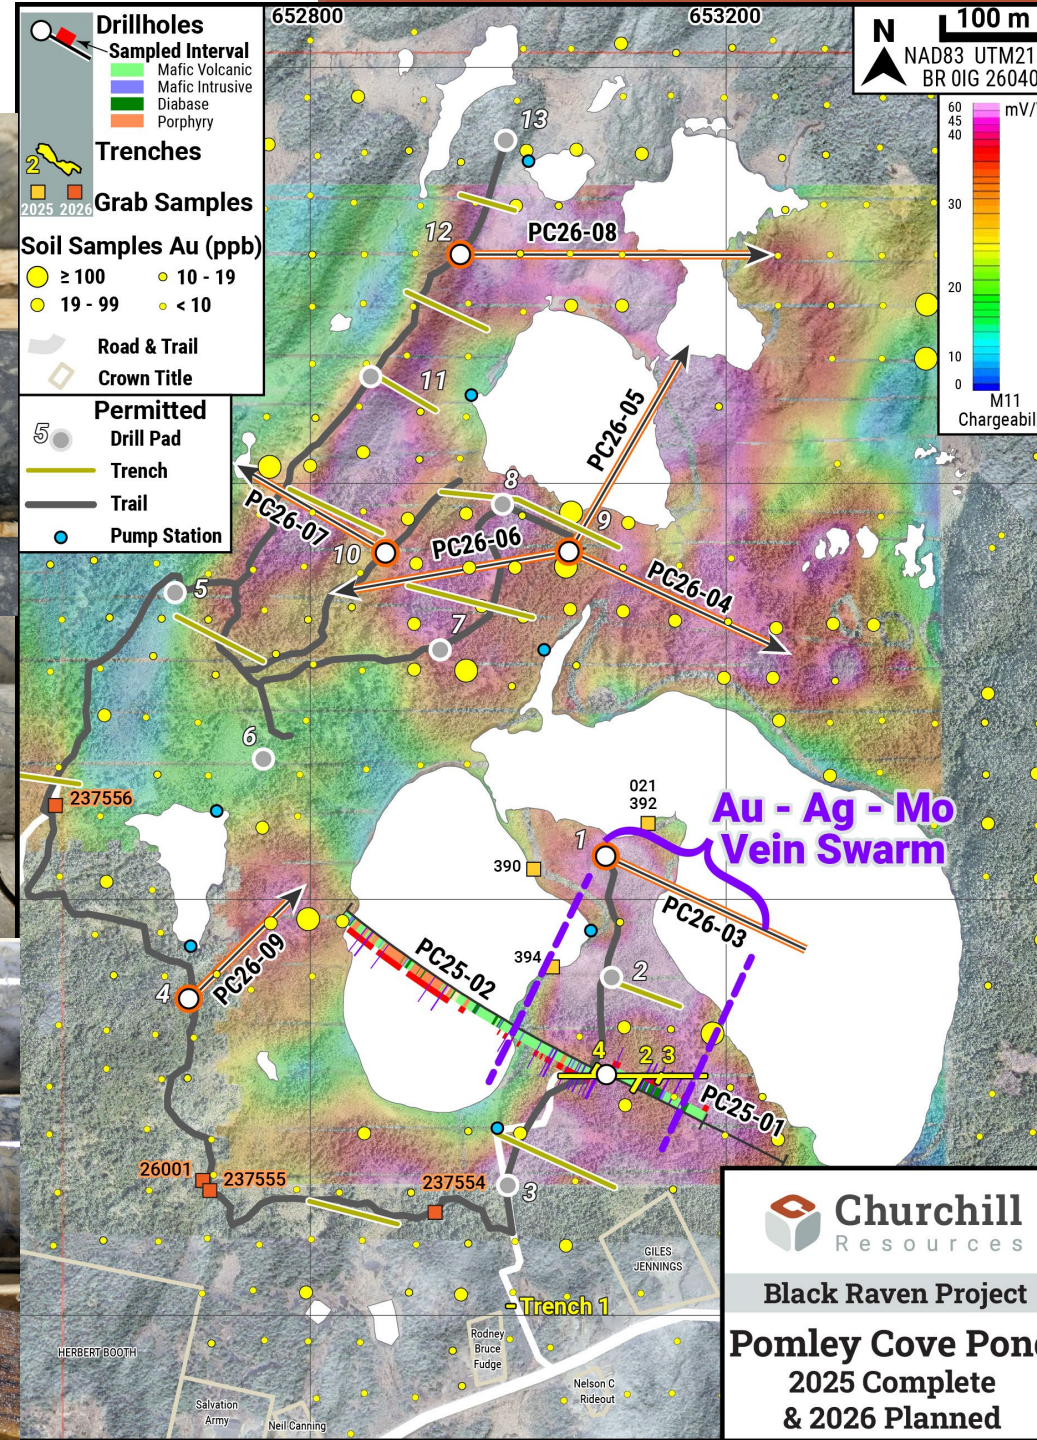 652800
653200
Drillholes
Sampled Interval
Mafic Volcanic
Mafic Intrusive
Diabase
Porphyry
2
Trenches
2025 2026
Grab Samples
Soil Samples Au (ppb)
≥ 100
10 - 19
19 - 99
< 10
Road & Trail
Crown Title
Permitted
5
Drill Pad
Trench
Trail
Pump Station
N
100 m
NAD83 UTM21
BR 0IG 26040
60
45
40
30
20
10
0
mV/
M11
Chargeabil
13
12
PC26-08
11
PC26-05
8
9
PC26-07
10
PC26-06
PC26-04
5
7
6
237556
021
392
Au - Ag - Mo
Vein Swarm
1
390
PC26-03
PC25-02
394
2
4
PC26-09
4
2
3
PC25-01
26001
237555
237554
3
GILES
JENNINGS
Trench 1
HERBERT BOOTH
Rodney
Bruce
Fudge
Nelson C
Rideout
Salvation
Army
Neil Canning
Churchill
Resources
Black Raven Project
Pomley Cove Pond
2025 Complete
& 2026 Planned